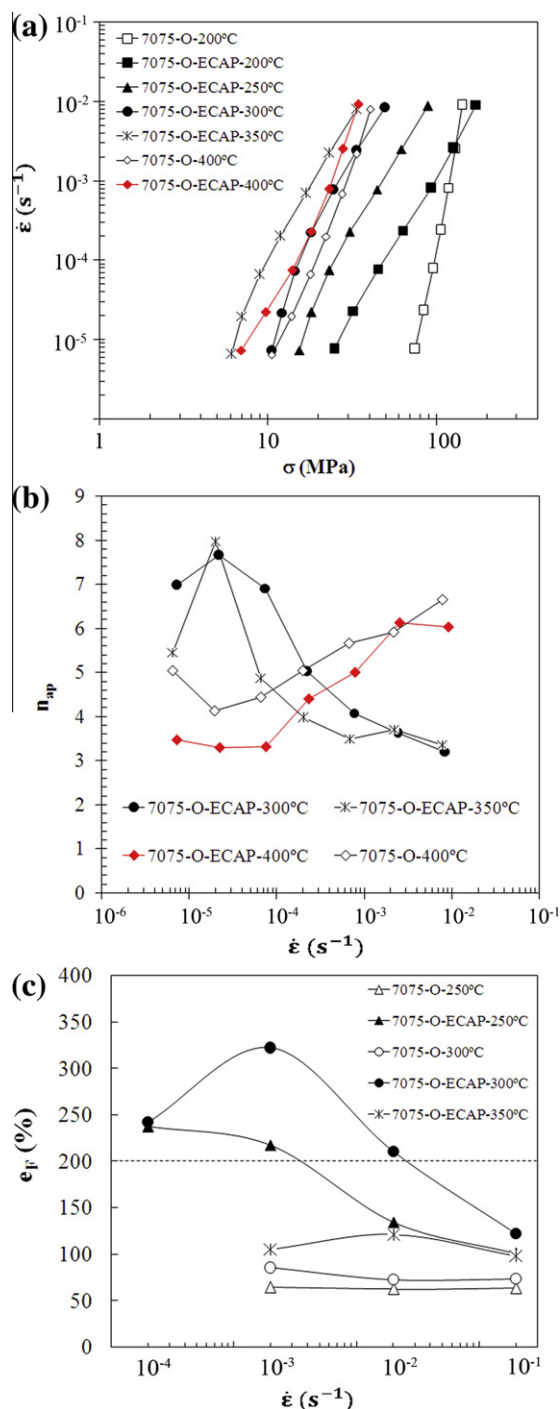 (a)
10⁻¹
10⁻²
10⁻³
10⁻⁴
10⁻⁵
ε̇ (s⁻¹)
7075-O-200ºC
7075-O-ECAP-200ºC
7075-O-ECAP-250ºC
7075-O-ECAP-300ºC
7075-O-ECAP-350ºC
7075-O-400ºC
7075-O-ECAP-400ºC
1 10 100
σ (MPa)
(b)
9
8
7
6
5
4
3
2
1
0
n_ap
7075-O-ECAP-300ºC 7075-O-ECAP-350ºC
7075-O-ECAP-400ºC 7075-O-400ºC
10⁻⁶ 10⁻⁵ 10⁻⁴ 10⁻³ 10⁻² 10⁻¹
ε̇ (s⁻¹)
(c)
400
350
300
250
200
150
100
50
0
e_F (%)
7075-O-250ºC
7075-O-ECAP-250ºC
7075-O-300ºC
7075-O-ECAP-300ºC
7075-O-ECAP-350ºC
10⁻⁴ 10⁻³ 10⁻² 10⁻¹
ε̇ (s⁻¹)